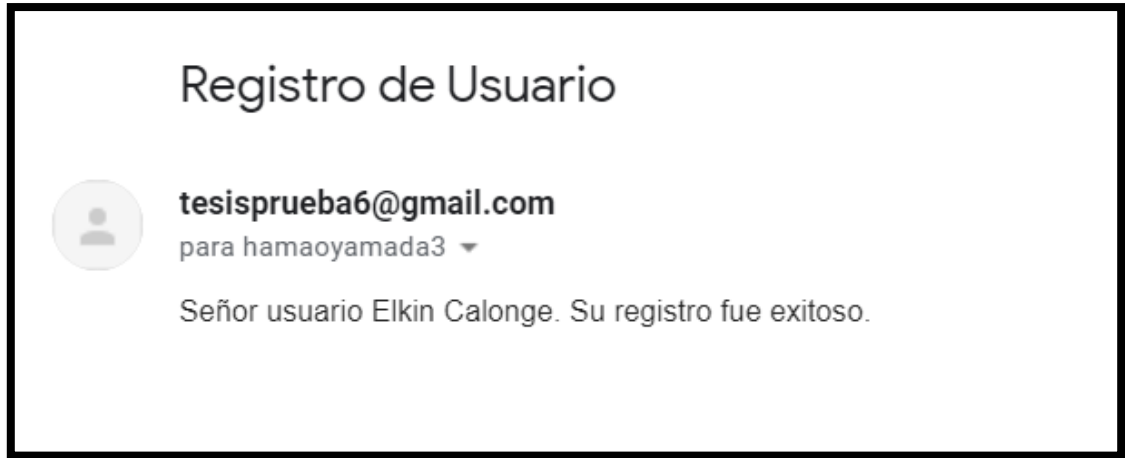 Registro de Usuario
tesisprueba6@gmail.com
para hamaoyamada3
Señor usuario Elkin Calonge. Su registro fue exitoso.